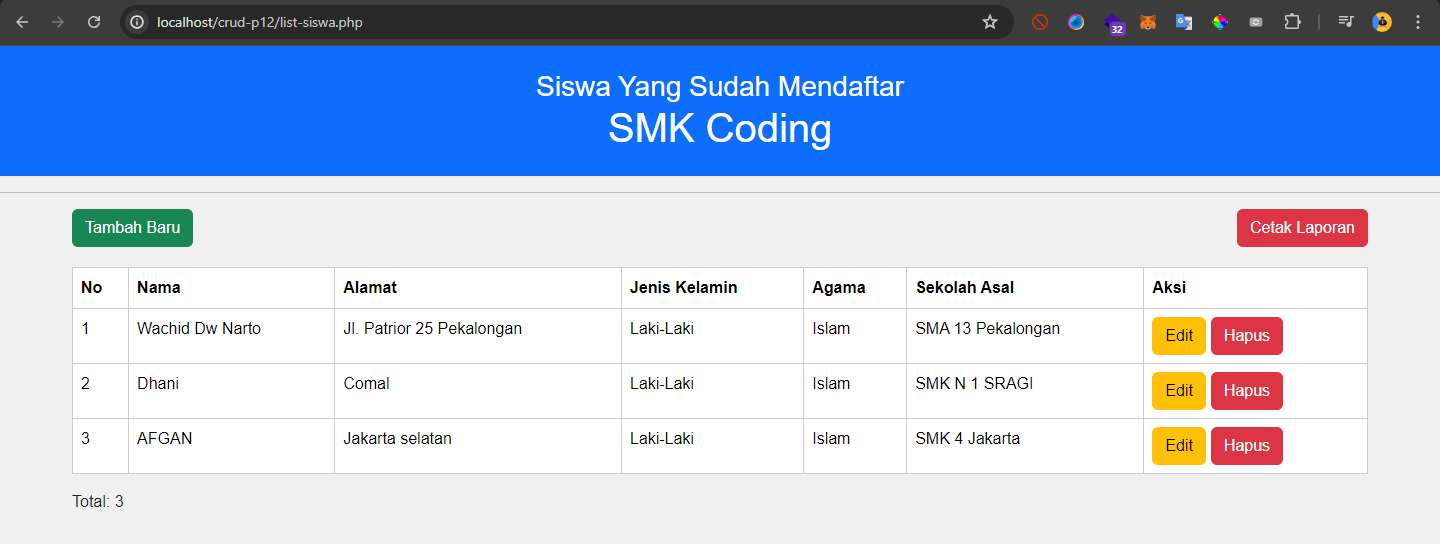 localhost/crud-p12/list-siswa.php
32
Siswa Yang Sudah Mendaftar
SMK Coding
Tambah Baru Cetak Laporan
No Nama Alamat Jenis Kelamin Agama Sekolah Asal Aksi
1 Wachid Dw Narto Jl. Patrior 25 Pekalongan Laki-Laki Islam SMA 13 Pekalongan Edit Hapus
2 Dhani Comal Laki-Laki Islam SMK N 1 SRAGI Edit Hapus
3 AFGAN Jakarta selatan Laki-Laki Islam SMK 4 Jakarta Edit Hapus
Total: 3